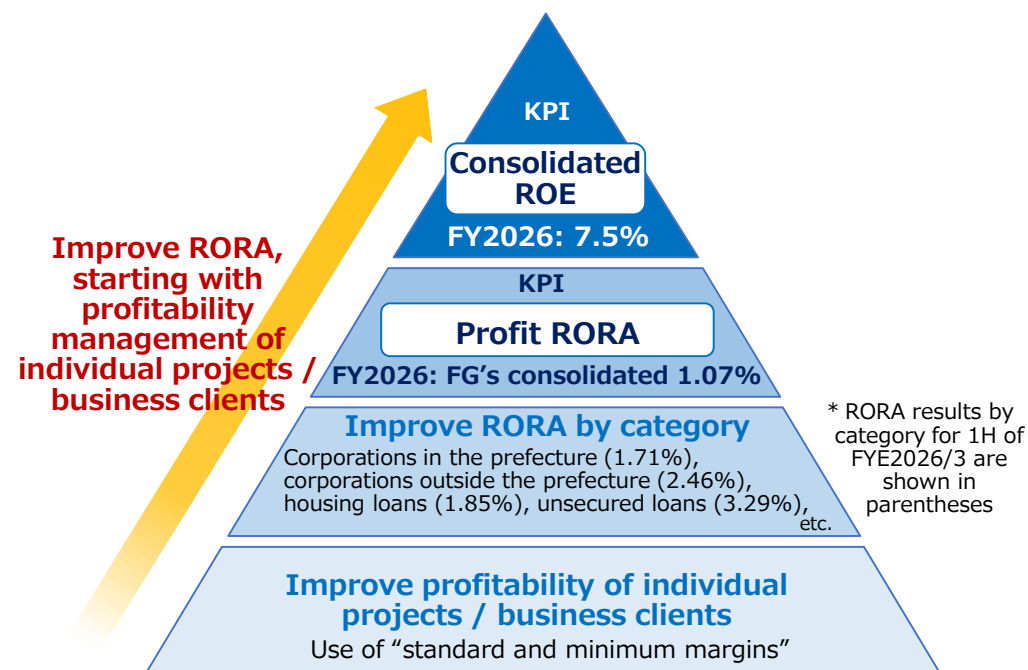 KPI
Consolidated
ROE
FY2026: 7.5%
KPI
Profit RORA
FY2026: FG’s consolidated 1.07%
Improve RORA,
starting with
profitability
management of
individual projects /
business clients
Improve RORA by category
Corporations in the prefecture (1.71%),
corporations outside the prefecture (2.46%),
housing loans (1.85%), unsecured loans (3.29%),
etc.
* RORA results by
category for 1H of
FYE2026/3 are
shown in
parentheses
Improve profitability of individual
projects / business clients
Use of “standard and minimum margins”